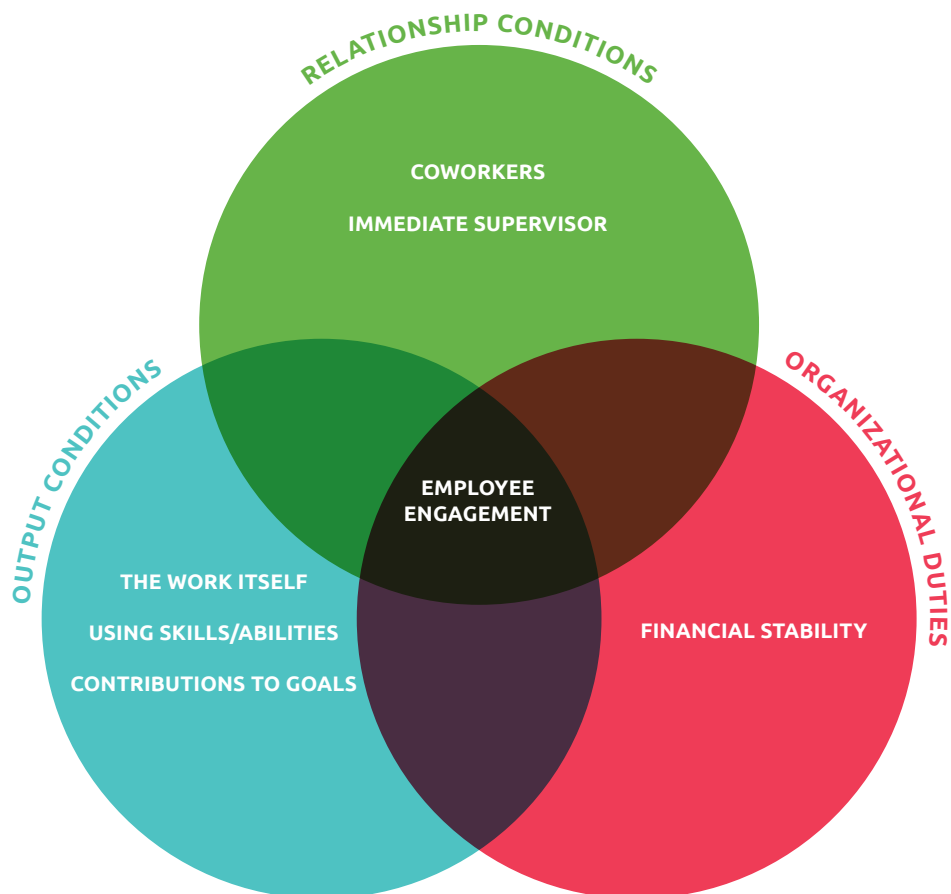 RELATIONSHIP CONDITIONS
COWORKERS
IMMEDIATE SUPERVISOR
OUTPUT CONDITIONS
ORGANIZATIONAL DUTIES
EMPLOYEE
ENGAGEMENT
THE WORK ITSELF
USING SKILLS/ABILITIES
CONTRIBUTIONS TO GOALS
FINANCIAL STABILITY